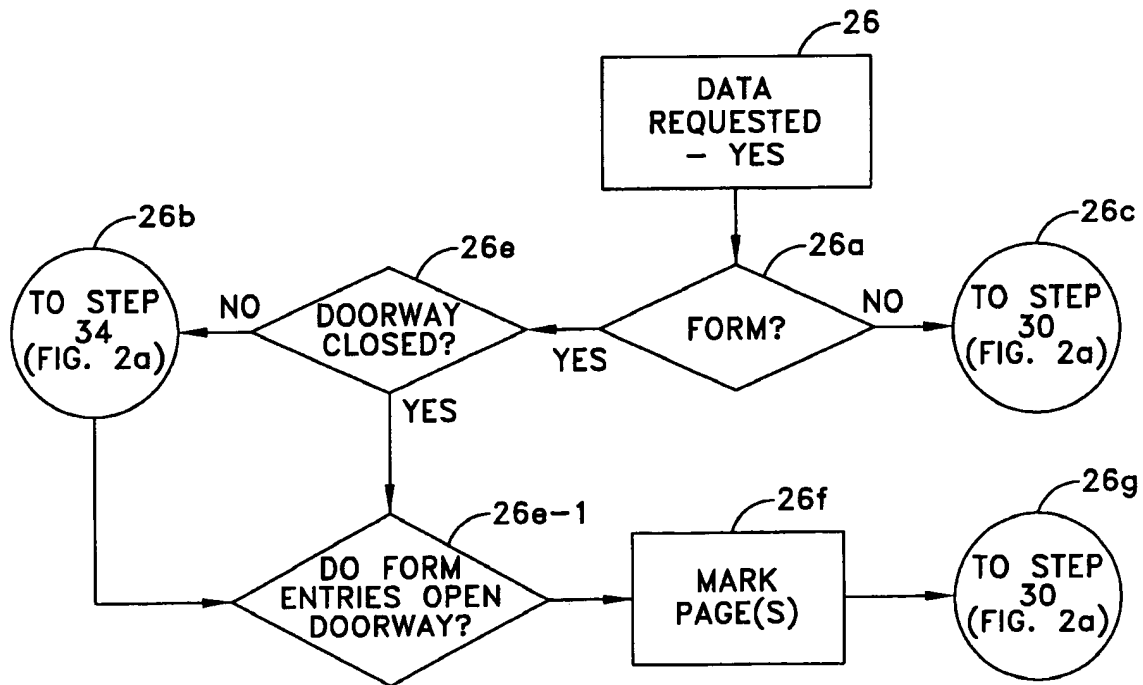 26
DATA
REQUESTED
- YES
26b
26e
26a
26c
TO STEP
34
(FIG. 2a)
NO
DOORWAY
CLOSED?
YES
FORM?
NO
TO STEP
30
(FIG. 2a)
YES
26e-1
26f
26g
DO FORM
ENTRIES OPEN
DOORWAY?
MARK
PAGE(S)
TO STEP
30
(FIG. 2a)